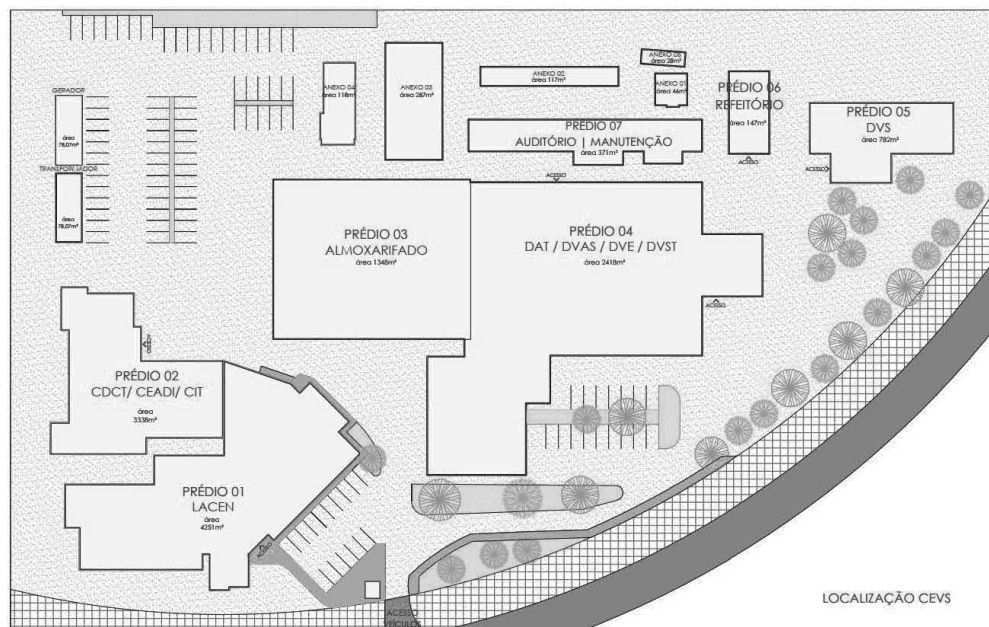 ANEXO 05
área 28m²
GERADOR
ANEXO 04
área 118m²
ANEXO 03
área 287m²
ANEXO 02
área 117m²
ANEXO 01
área 46m²
PRÉDIO 06
REFEITÓRIO
área 147m²
ACESSO
PRÉDIO 05
DVS
área 782m²
ACESSO
PRÉDIO 07
AUDITÓRIO | MANUTENÇÃO
área 371m²
ACESSO
área
78,07m²
TRANSFORMADOR
área
78,07m²
PRÉDIO 03
ALMOXARIFADO
área 1348m²
PRÉDIO 04
DAT / DVAS / DVE / DVST
área 2418m²
ACESSO
ACESSO
PRÉDIO 02
CDCT/ CEADI/ CIT
área
3338m²
PRÉDIO 01
LACEN
área
4251m²
ACESSO
ACESSO
VEÍCULOS
LOCALIZAÇÃO CEVS